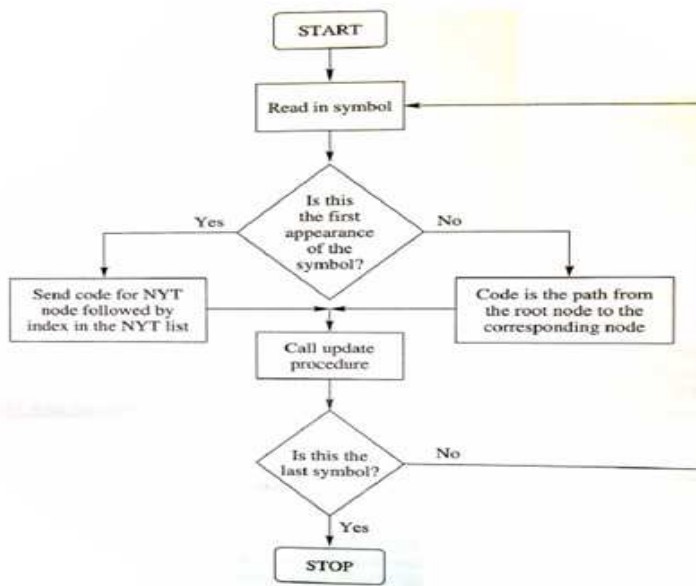 START
Read in symbol
Is this
the first
appearance
of the
symbol?
Yes
No
Send code for NYT
node followed by
index in the NYT list
Code is the path from
the root node to the
corresponding node
Call update
procedure
Is this the
last symbol?
No
Yes
STOP